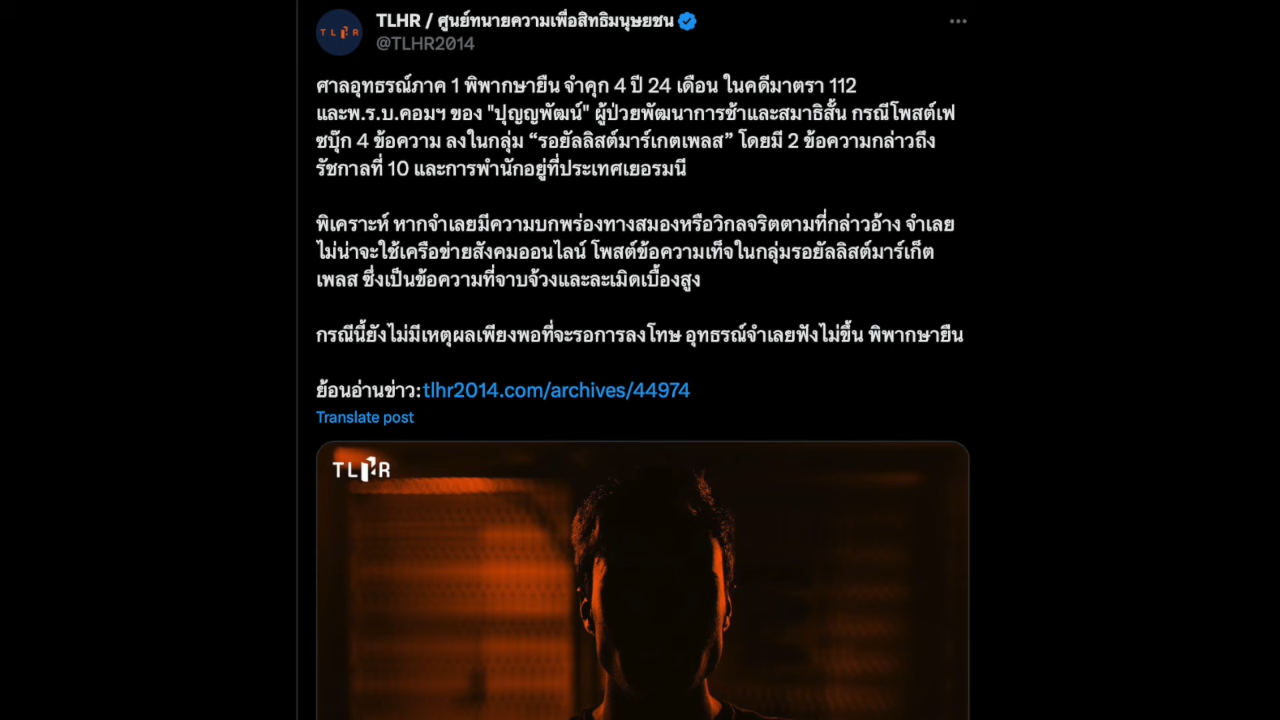 TLHR
TLHR / ศูนย์ทนายความเพื่อสิทธิมนุษยชน
@TLHR2014
ศาลอุทธรณ์ภาค 1 พิพากษายืน จำคุก 4 ปี 24 เดือน ในคดีมาตรา 112
และพ.ร.บ.คอมฯ ของ "ปุญญพัฒน์" ผู้ป่วยพัฒนาการช้าและสมาธิสั้น กรณีโพสต์เฟ
ซบุ๊ก 4 ข้อความ ลงในกลุ่ม “รอยัลลิสต์มาร์เกตเพลส” โดยมี 2 ข้อความกล่าวถึง
รัชกาลที่ 10 และการพำนักอยู่ที่ประเทศเยอรมนี
พิเคราะห์ หากจำเลยมีความบกพร่องทางสมองหรือวิกลจริตตามที่กล่าวอ้าง จำเลย
ไม่น่าจะใช้เครือข่ายสังคมออนไลน์ โพสต์ข้อความเท็จในกลุ่มรอยัลลิสต์มาร์เก็ต
เพลส ซึ่งเป็นข้อความที่จาบจ้วงและละเมิดเบื้องสูง
กรณีนี้ยังไม่มีเหตุผลเพียงพอที่จะรอการลงโทษ อุทธรณ์จำเลยฟังไม่ขึ้น พิพากษายืน
ย้อนอ่านข่าว:tlhr2014.com/archives/44974
Translate post
TLHR